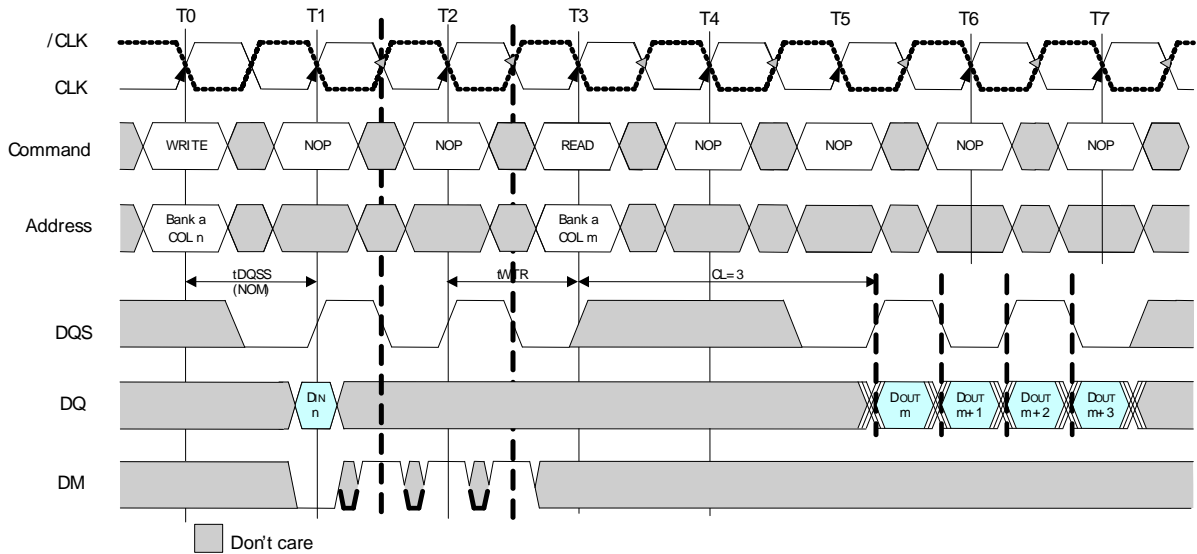 T0 T1 T2 T3 T4 T5 T6 T7
/CLK
CLK
Command WRITE NOP NOP READ NOP NOP NOP NOP
Address Bank a COL n Bank a COL m
tDQSS (NOM) tWTR CL=3
DQS
DQ DIN n DOUT m DOUT m+1 DOUT m+2 DOUT m+3
DM
Don't care